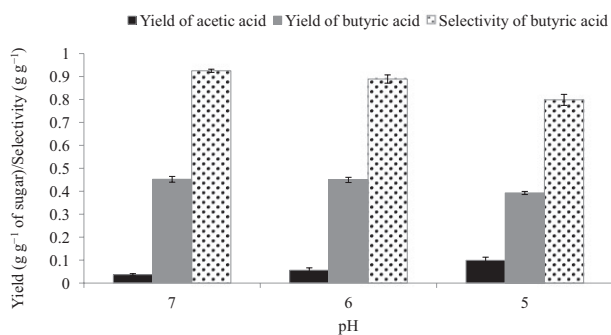 Yield of acetic acid Yield of butyric acid Selectivity of butyric acid
Yield (g g⁻¹ of sugar)/Selectivity (g g⁻¹)
1
0.9
0.8
0.7
0.6
0.5
0.4
0.3
0.2
0.1
0
7 6 5
pH